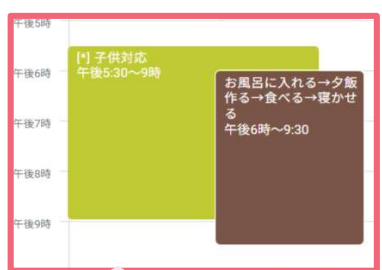 午後5時
[*] 子供対応
午後5:30〜9時
午後6時
お風呂に入れる→夕飯
作る→食べる→寝かせ
る
午後6時〜9:30
午後7時
午後8時
午後9時